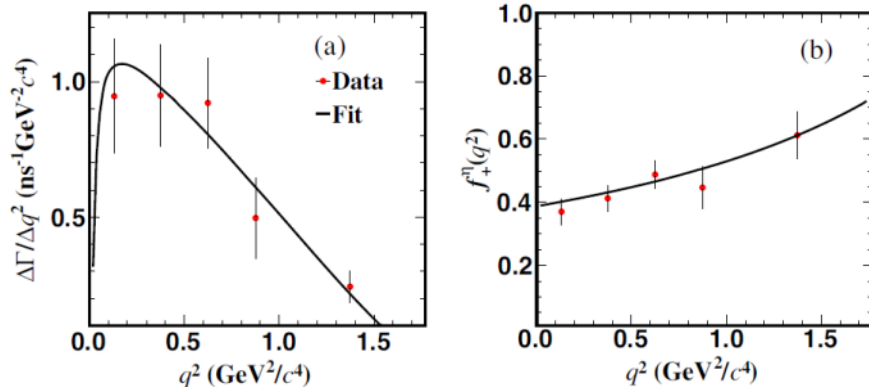 (a)
Data
Fit
ΔΓ/Δq² (ns⁻¹GeV⁻²c⁴)
1.0
0.5
0.0 0.5 1.0 1.5
q² (GeV²/c⁴)
(b)
f₊^η(q²)
1.0
0.8
0.6
0.4
0.2
0.0 0.5 1.0 1.5
q² (GeV²/c⁴)